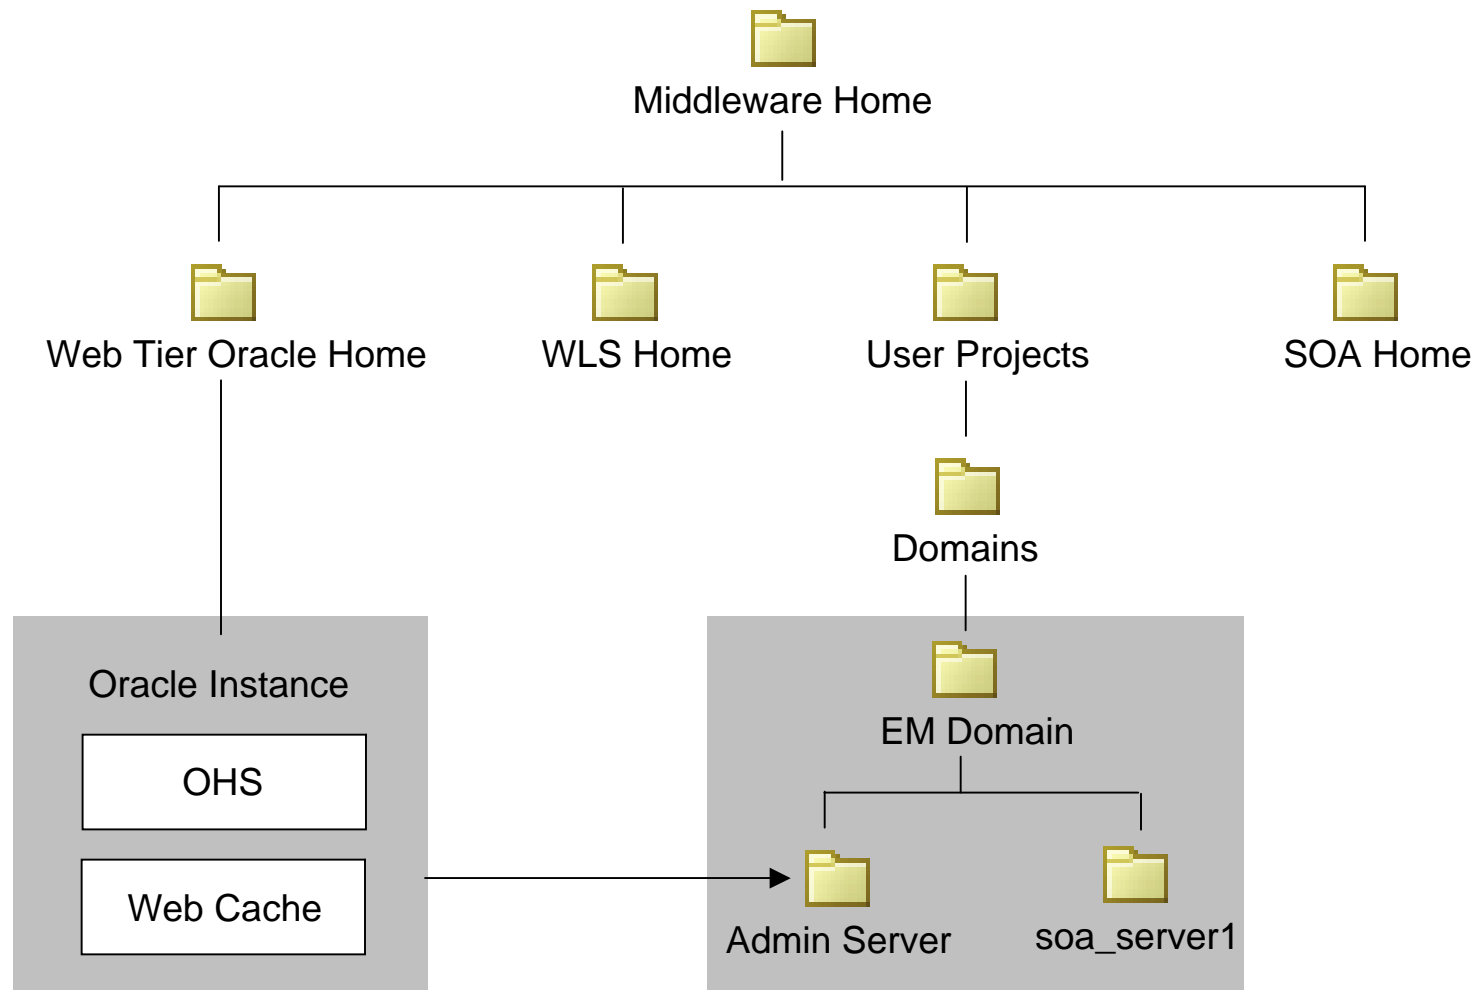 Middleware Home
Web Tier Oracle Home
WLS Home
User Projects
SOA Home
Domains
Oracle Instance
OHS
Web Cache
EM Domain
Admin Server
soa_server1